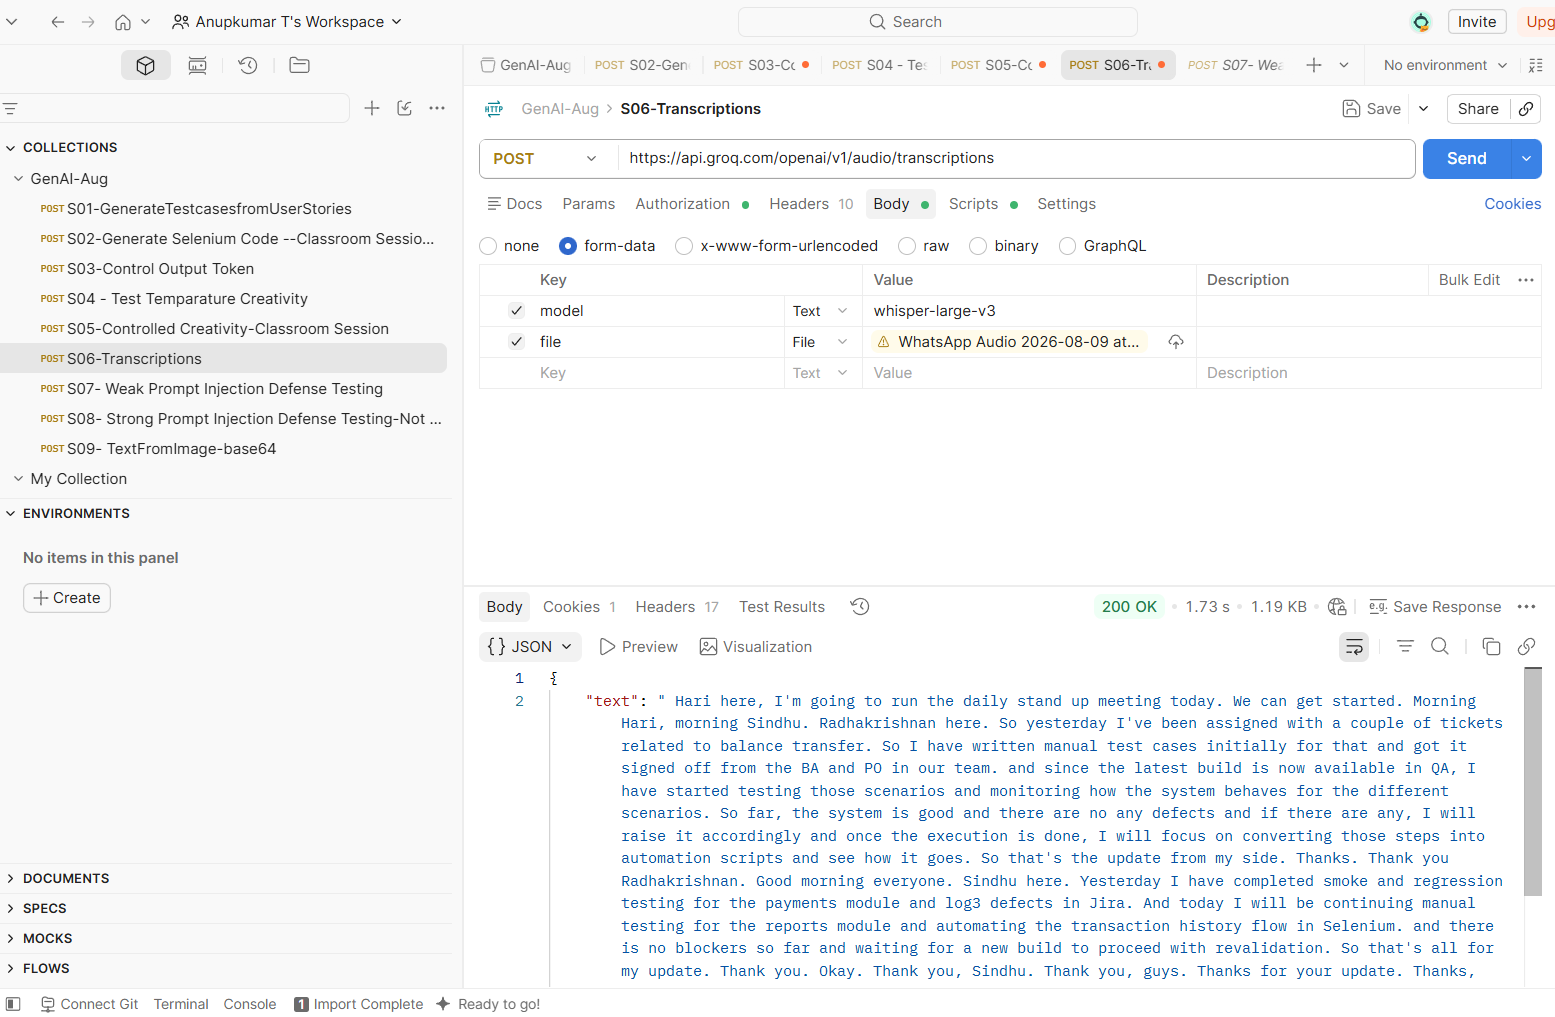 Anupkumar T's Workspace
Search
Invite
Upg
GenAI-Aug
POST S02-Gen
POST S03-Co
POST S04 - Tes
POST S05-Co
POST S06-Tra
POST S07- Wea
No environment
COLLECTIONS
GenAI-Aug
POST S01-GenerateTestcasesfromUserStories
POST S02-Generate Selenium Code --Classroom Sessio...
POST S03-Control Output Token
POST S04 - Test Temparature Creativity
POST S05-Controlled Creativity-Classroom Session
POST S06-Transcriptions
POST S07- Weak Prompt Injection Defense Testing
POST S08- Strong Prompt Injection Defense Testing-Not ...
POST S09- TextFromImage-base64
My Collection
ENVIRONMENTS
No items in this panel
Create
DOCUMENTS
SPECS
MOCKS
FLOWS
HTTP GenAI-Aug > S06-Transcriptions
Save
Share
POST
https://api.groq.com/openai/v1/audio/transcriptions
Send
Docs Params Authorization Headers 10 Body Scripts Settings
Cookies
none form-data x-www-form-urlencoded raw binary GraphQL
Key Value Description Bulk Edit
model Text whisper-large-v3
file File WhatsApp Audio 2026-08-09 at...
Key Text Value Description
Body Cookies 1 Headers 17 Test Results
200 OK 1.73 s 1.19 KB
e.g. Save Response
{} JSON Preview Visualization
1 {
2 "text": " Hari here, I'm going to run the daily stand up meeting today. We can get started. Morning
Hari, morning Sindhu. Radhakrishnan here. So yesterday I've been assigned with a couple of tickets
related to balance transfer. So I have written manual test cases initially for that and got it
signed off from the BA and PO in our team. and since the latest build is now available in QA, I
have started testing those scenarios and monitoring how the system behaves for the different
scenarios. So far, the system is good and there are no any defects and if there are any, I will
raise it accordingly and once the execution is done, I will focus on converting those steps into
automation scripts and see how it goes. So that's the update from my side. Thanks. Thank you
Radhakrishnan. Good morning everyone. Sindhu here. Yesterday I have completed smoke and regression
testing for the payments module and log3 defects in Jira. And today I will be continuing manual
testing for the reports module and automating the transaction history flow in Selenium. and there
is no blockers so far and waiting for a new build to proceed with revalidation. So that's all for
my update. Thank you. Okay. Thank you, Sindhu. Thank you, guys. Thanks for your update. Thanks,
Connect Git Terminal Console 1 Import Complete Ready to go!